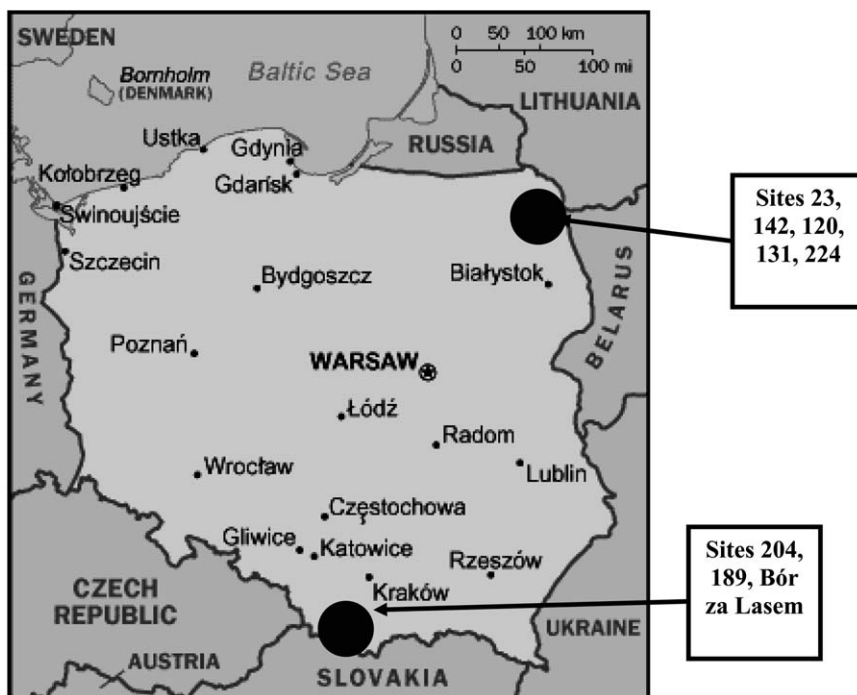 SWEDEN
0 50 100 km
0 50 100 mi
Bornholm
(DENMARK)
Baltic Sea
LITHUANIA
Ustka
Gdynia
RUSSIA
Gdańsk
Kołobrzeg
Swinoujście
Szczecin
Sites 23,
142, 120,
131, 224
Bydgoszcz
Białystok
GERMANY
BELARUS
Poznań
WARSAW
Łódź
Radom
Wrocław
Lublin
Częstochowa
Gliwice
Katowice
Rzeszów
Kraków
Sites 204,
189, Bór
za Lasem
CZECH
REPUBLIC
UKRAINE
AUSTRIA
SLOVAKIA